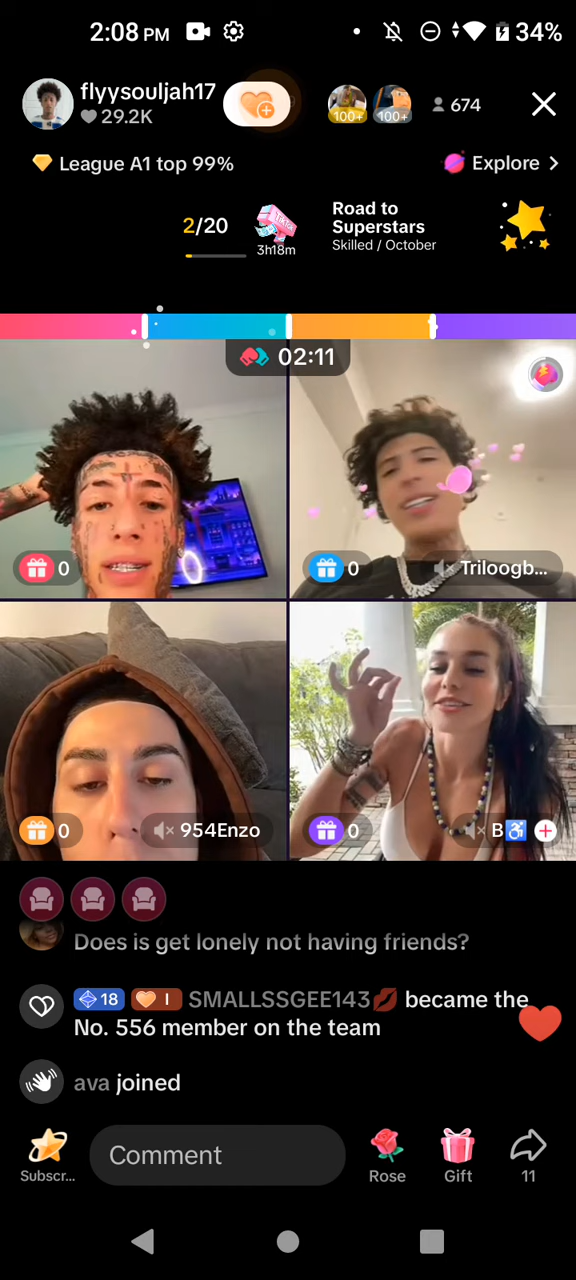 2:08 PM
34%
flyysouljah17
29.2K
100+
100+
674
League A1 top 99%
Explore >
2/20
TikTok
3h18m
Road to
Superstars
Skilled / October
02:11
0
0
Triloogb...
0
954Enzo
0
B♿
Does is get lonely not having friends?
18 I SMALLSSGEE143💋 became the
No. 556 member on the team
ava joined
Subscr...
Comment
Rose
Gift
11